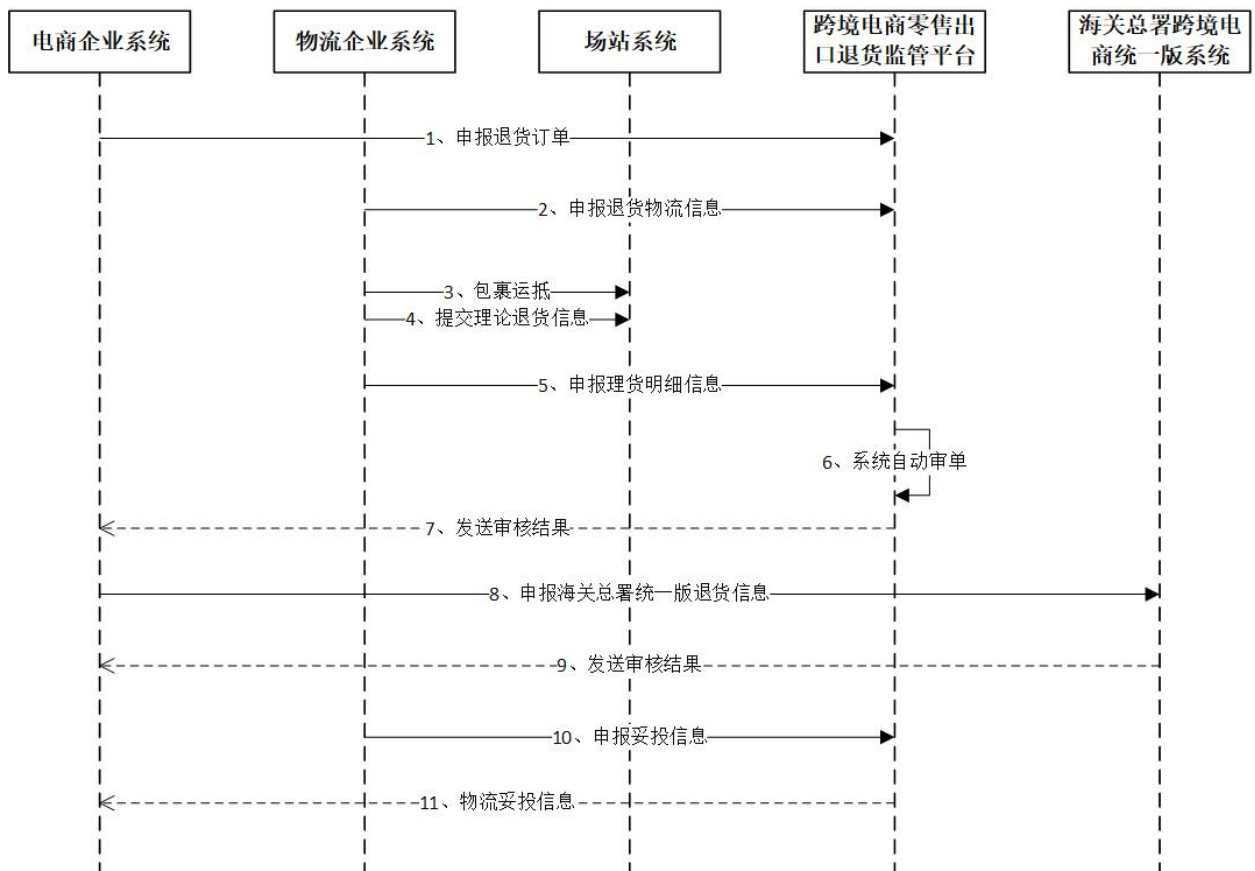 电商企业系统
物流企业系统
场站系统
跨境电商零售出
口退货监管平台
海关总署跨境电
商统一版系统
1、申报退货订单
2、申报退货物流信息
3、包裹运抵
4、提交理论退货信息
5、申报理货明细信息
6、系统自动审单
7、发送审核结果
8、申报海关总署统一版退货信息
9、发送审核结果
10、申报妥投信息
11、物流妥投信息